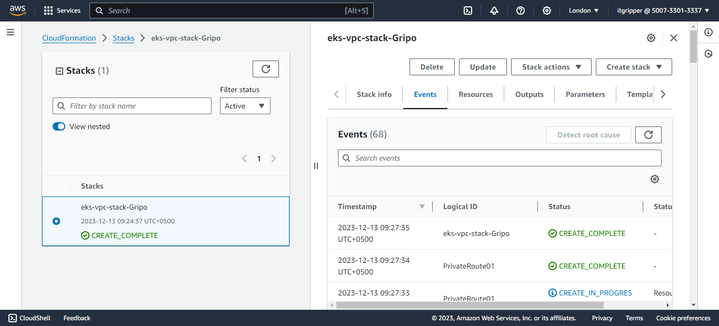 aws
Services
Search
[Alt+S]
London
itgripper @ 5007-3301-3337
CloudFormation
Stacks
eks-vpc-stack-Gripo
Stacks (1)
Filter status
Filter by stack name
Active
View nested
1
Stacks
eks-vpc-stack-Gripo
2023-12-13 09:24:37 UTC+0500
CREATE_COMPLETE
eks-vpc-stack-Gripo
Delete
Update
Stack actions
Create stack
Stack info
Events
Resources
Outputs
Parameters
Templa
Events (68)
Detect root cause
Search events
Timestamp
Logical ID
Status
Statu
2023-12-13 09:27:35
UTC+0500
eks-vpc-stack-Gripo
CREATE_COMPLETE
-
2023-12-13 09:27:34
UTC+0500
PrivateRoute01
CREATE_COMPLETE
-
2023-12-13 09:27:33
PrivateRoute01
CREATE_IN_PROGRES
Resou
CloudShell
Feedback
© 2023, Amazon Web Services, Inc. or its affiliates.
Privacy
Terms
Cookie preferences